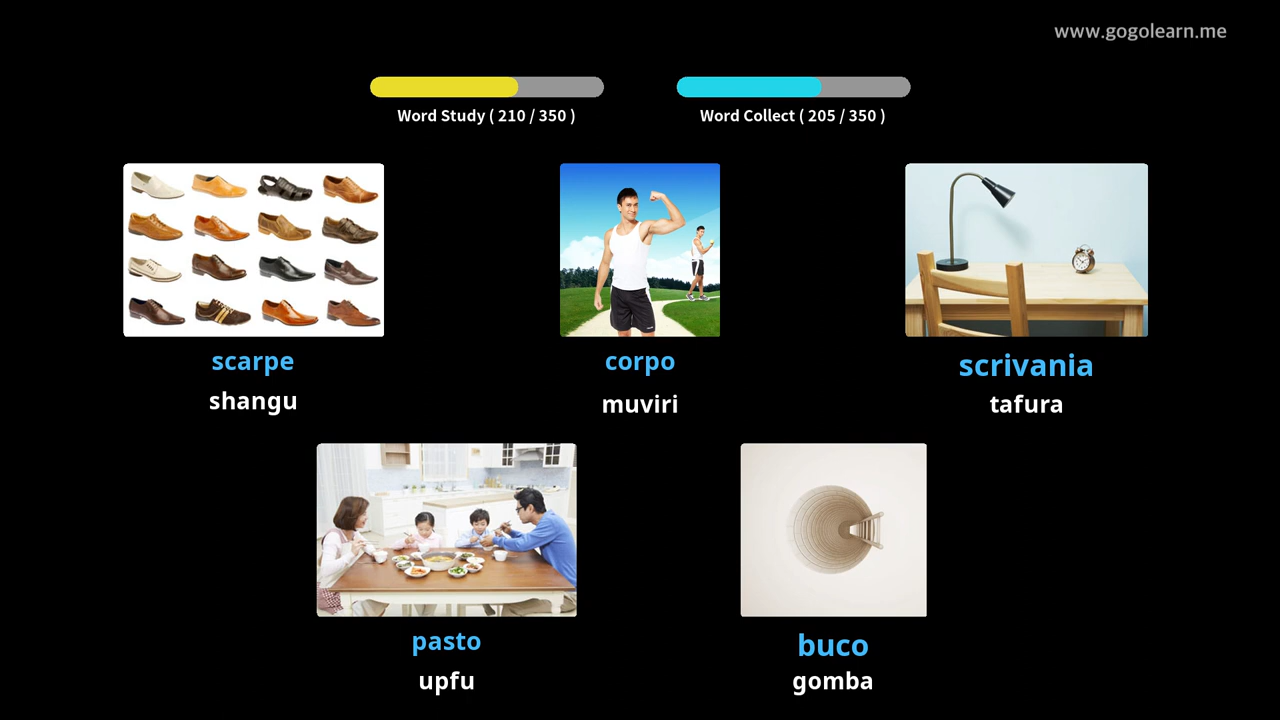 www.gogolearn.me
Word Study ( 210 / 350 )
Word Collect ( 205 / 350 )
scarpe
shangu
corpo
muviri
scrivania
tafura
pasto
upfu
buco
gomba